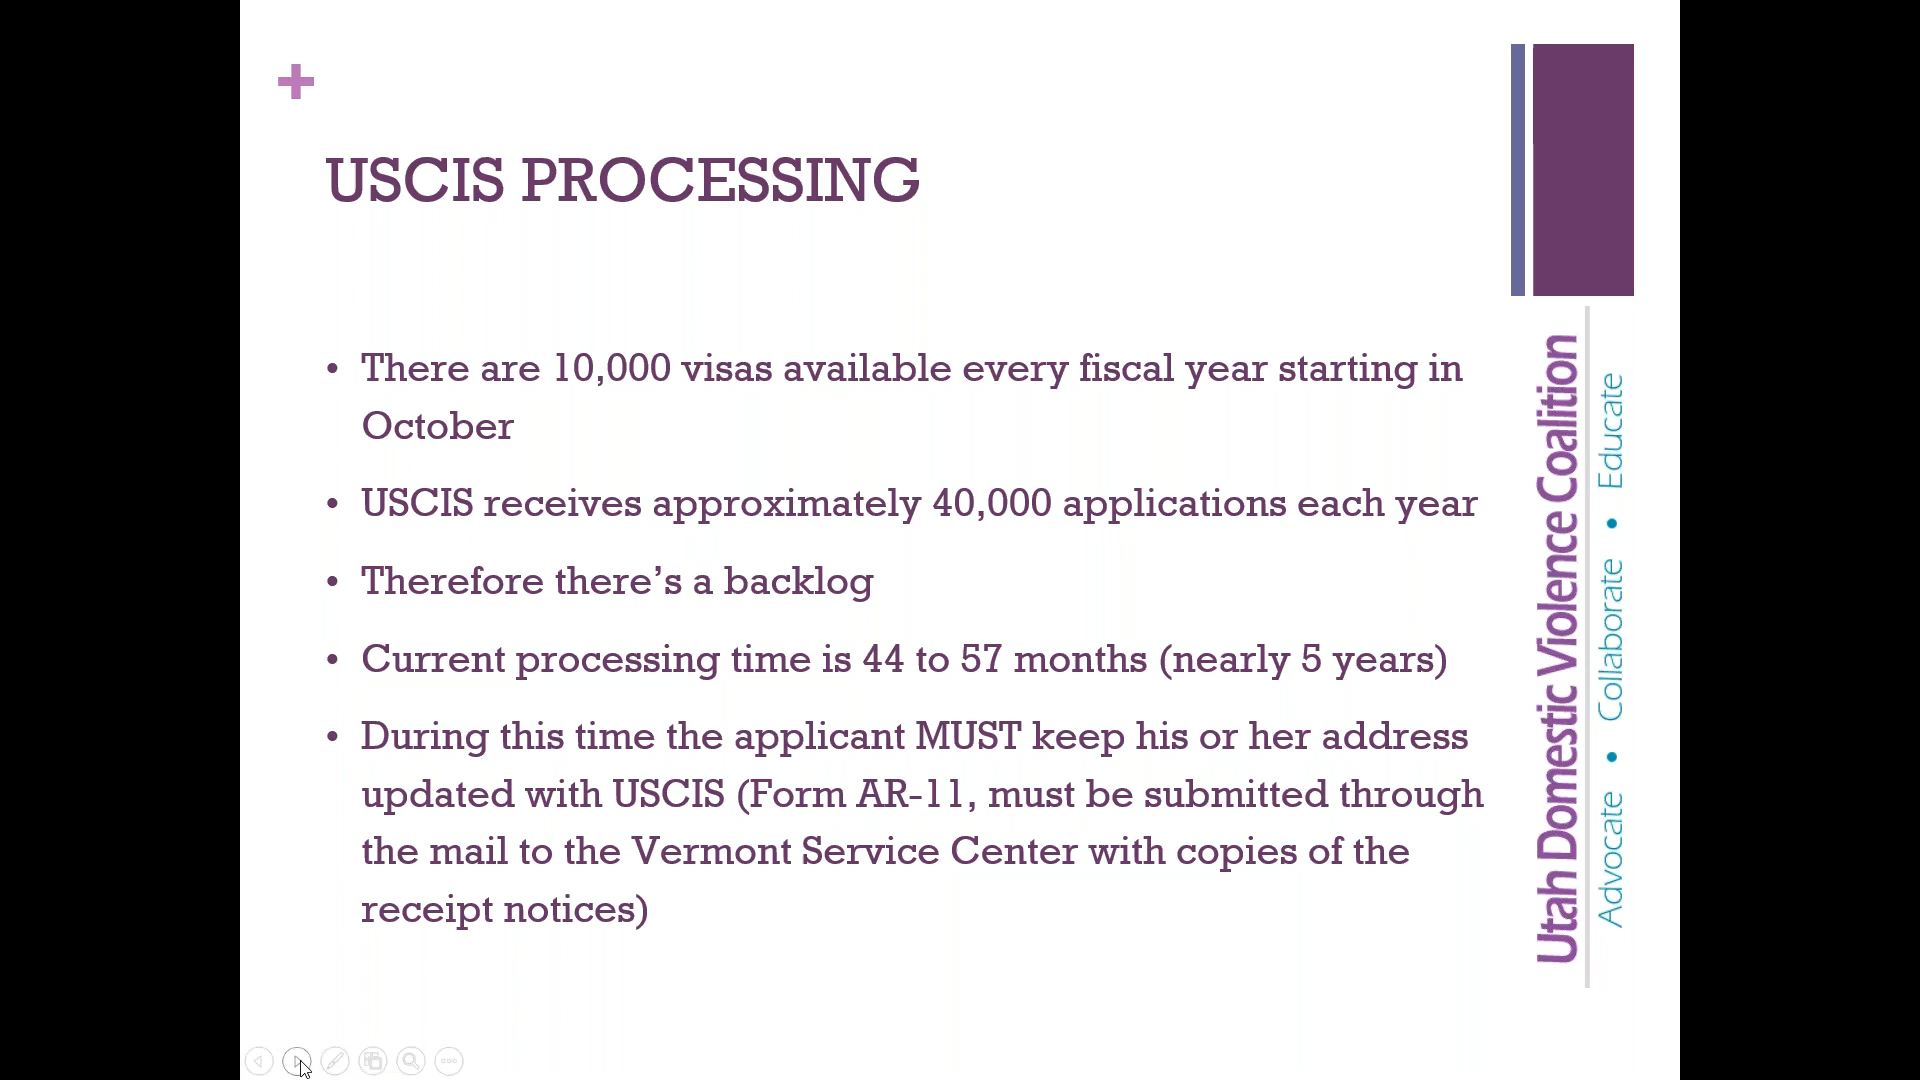 USCIS PROCESSING
• There are 10,000 visas available every fiscal year starting in
October
• USCIS receives approximately 40,000 applications each year
• Therefore there’s a backlog
• Current processing time is 44 to 57 months (nearly 5 years)
• During this time the applicant MUST keep his or her address
updated with USCIS (Form AR-11, must be submitted through
the mail to the Vermont Service Center with copies of the
receipt notices)
Utah Domestic Violence Coalition
Advocate • Collaborate • Educate